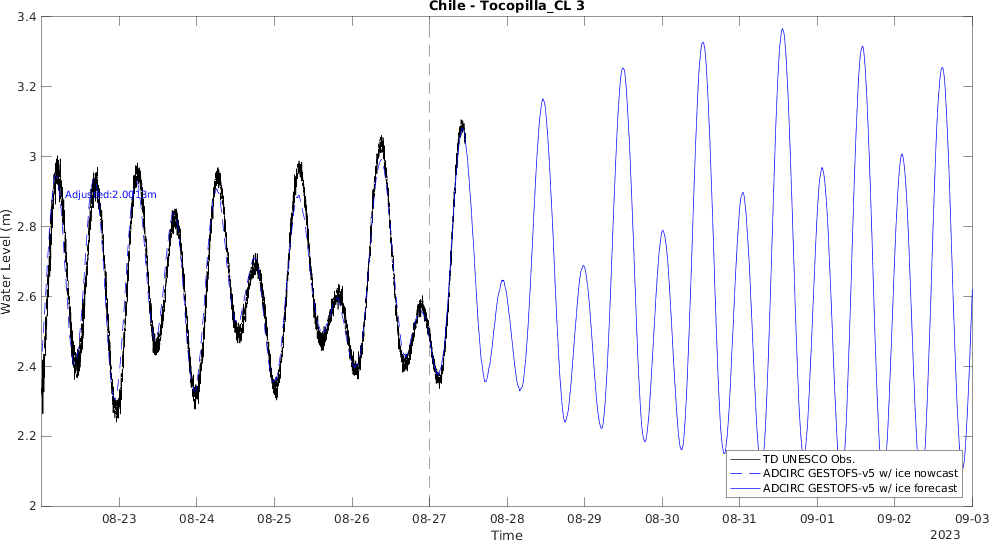 Chile - Tocopilla_CL 3
3.4
3.2
3
2.8
2.6
2.4
2.2
2
Water Level (m)
Adjusted:2.0013m
TD UNESCO Obs.
ADCIRC GESTOFS-v5 w/ ice nowcast
ADCIRC GESTOFS-v5 w/ ice forecast
08-23 08-24 08-25 08-26 08-27 08-28 08-29 08-30 08-31 09-01 09-02 09-03
Time
2023